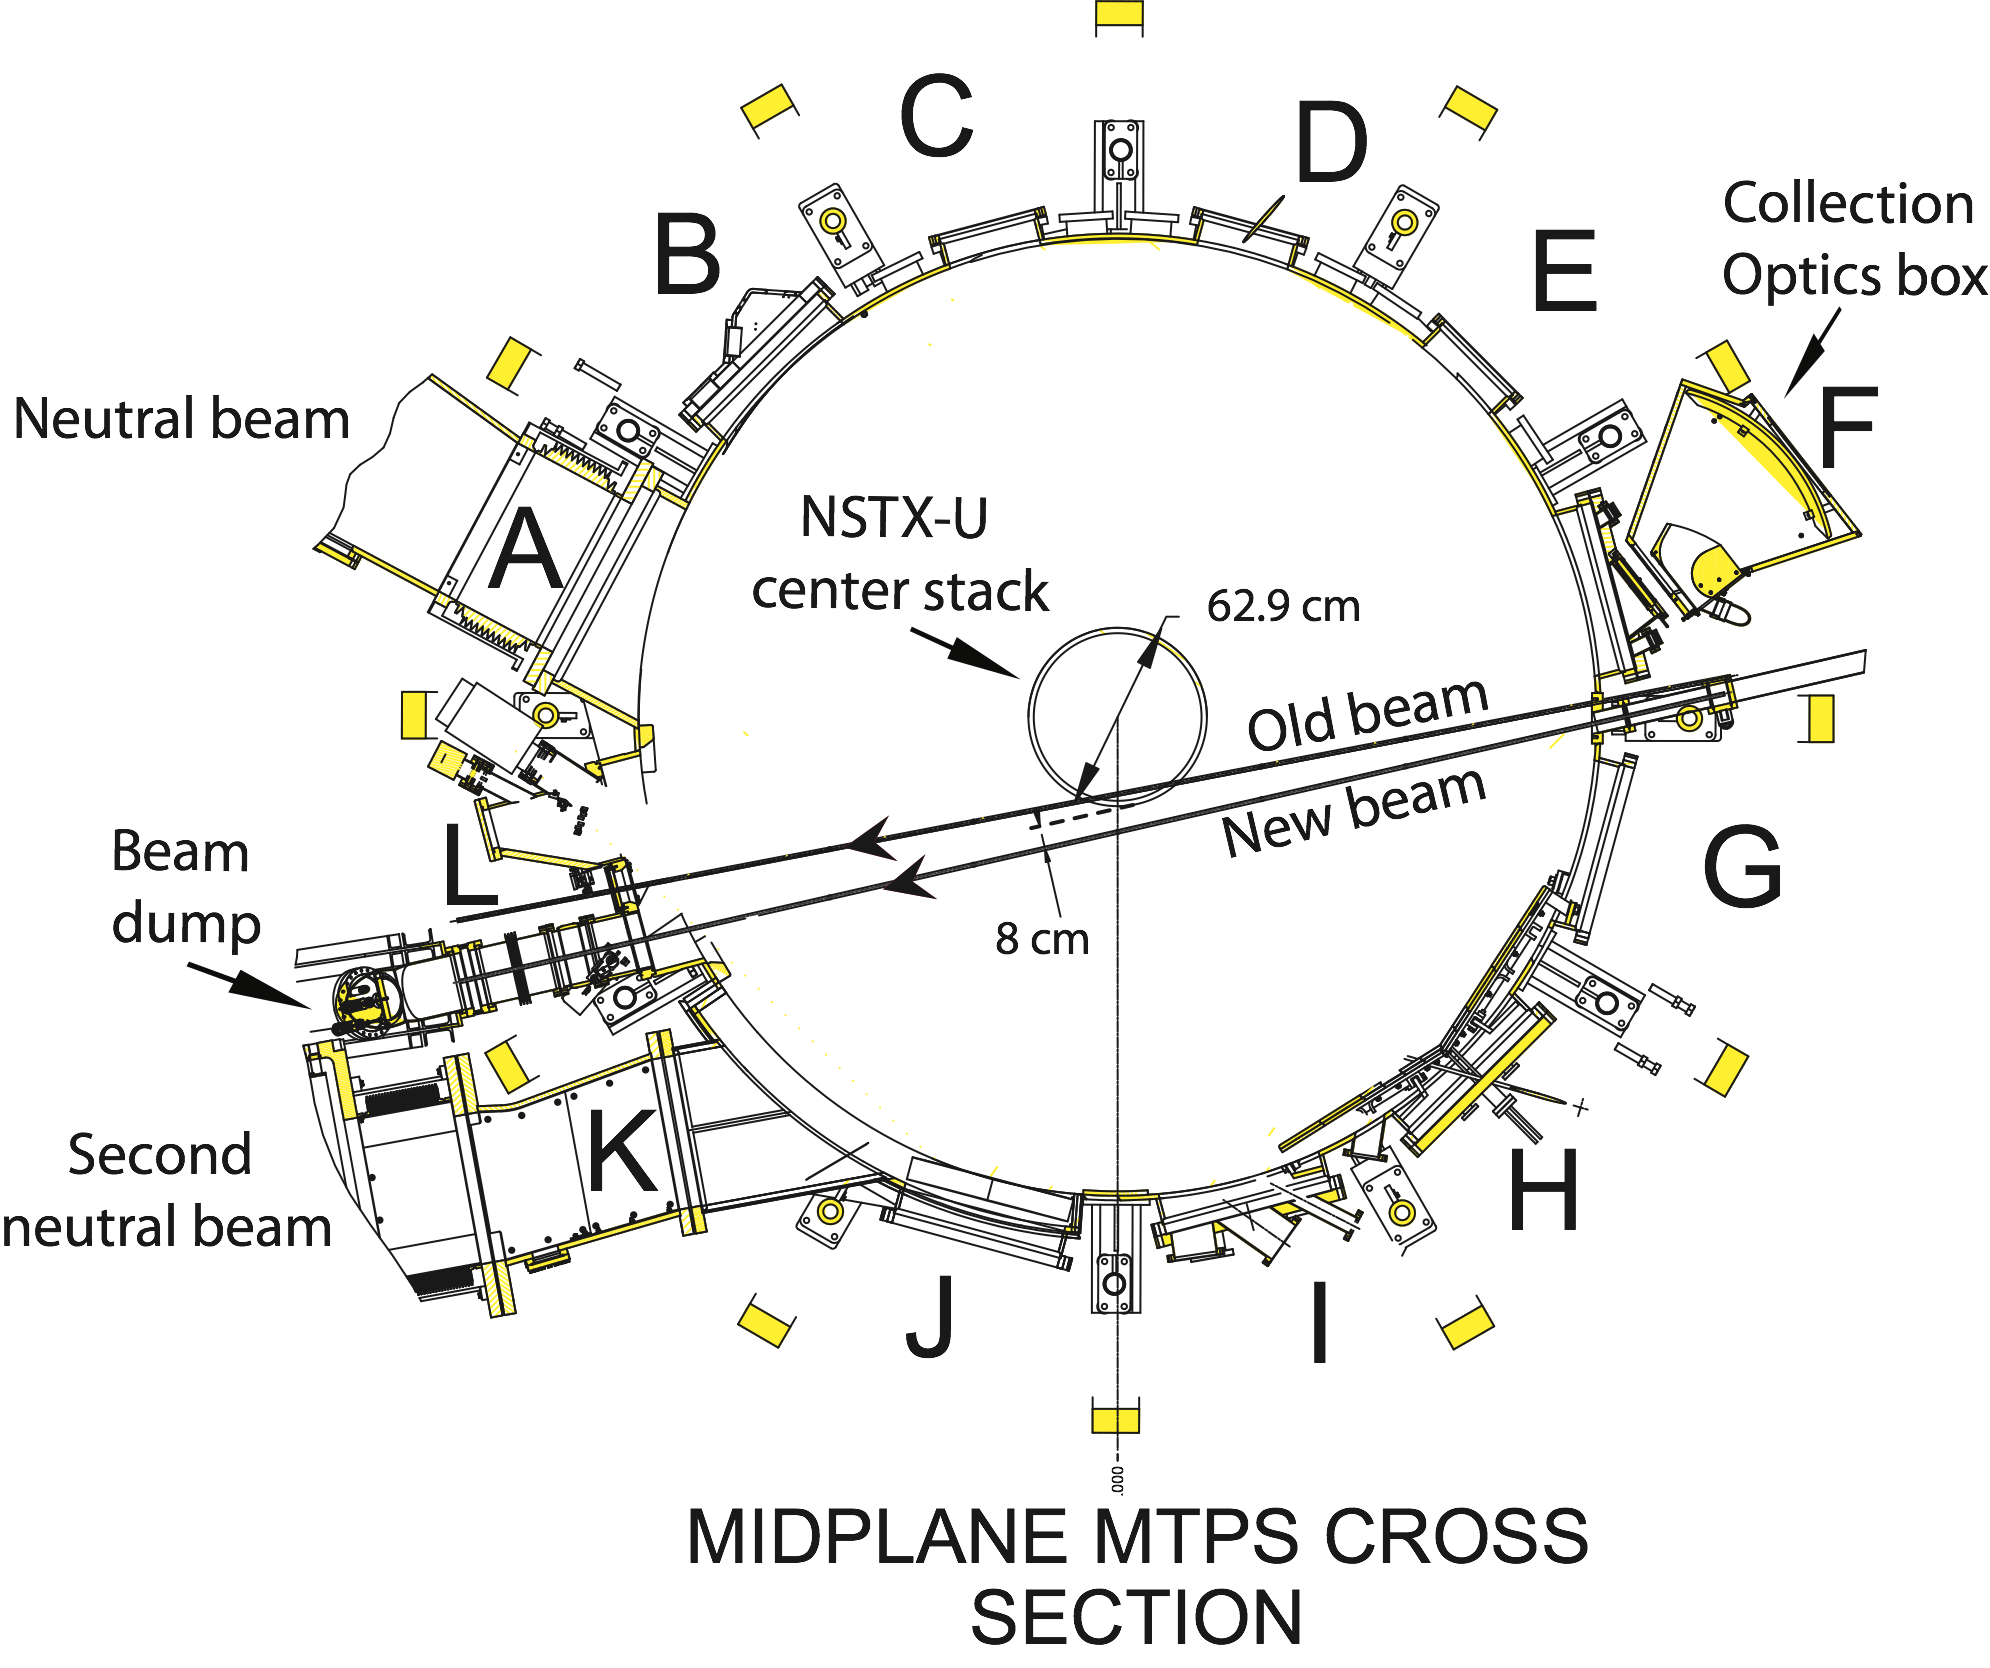 C
D
B
E
Collection
Optics box
F
Neutral beam
A
NSTX-U
center stack
62.9 cm
Old beam
New beam
G
L
Beam
dump
8 cm
K
Second
neutral beam
H
J
I
.000
MIDPLANE MTPS CROSS
SECTION